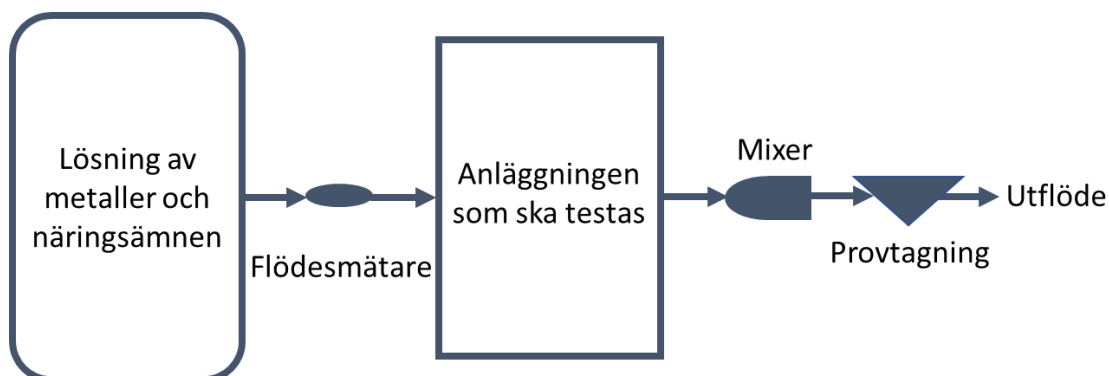 Lösning av
metaller och
näringsämnen
Flödesmätare
Anläggningen
som ska testas
Mixer
Provtagning
Utflöde